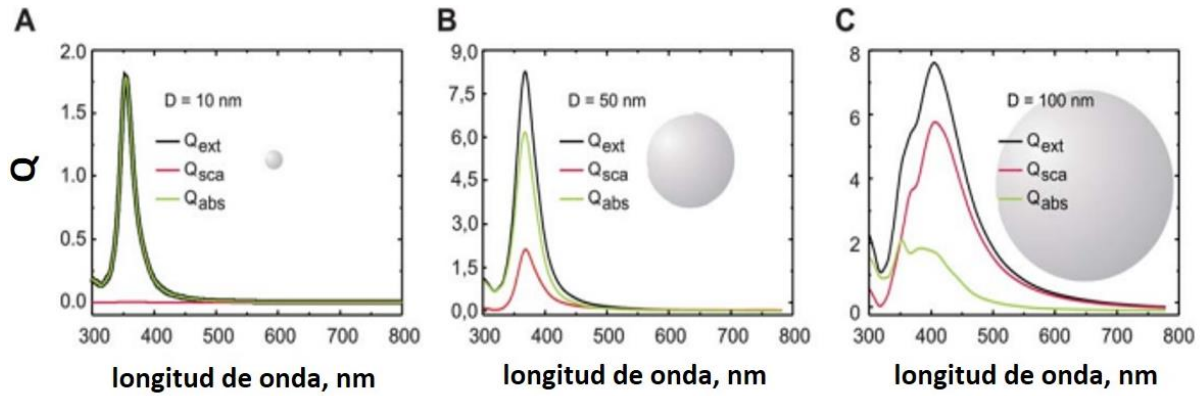 A
2.0
1.5
1.0
0.5
0.0
Q
D = 10 nm
Qext
Qsca
Qabs
300 400 500 600 700 800
longitud de onda, nm
B
9,0
7,5
6,0
4,5
3,0
1,5
0,0
D = 50 nm
Qext
Qsca
Qabs
300 400 500 600 700 800
longitud de onda, nm
C
8
6
4
2
0
D = 100 nm
Qext
Qsca
Qabs
300 400 500 600 700 800
longitud de onda, nm